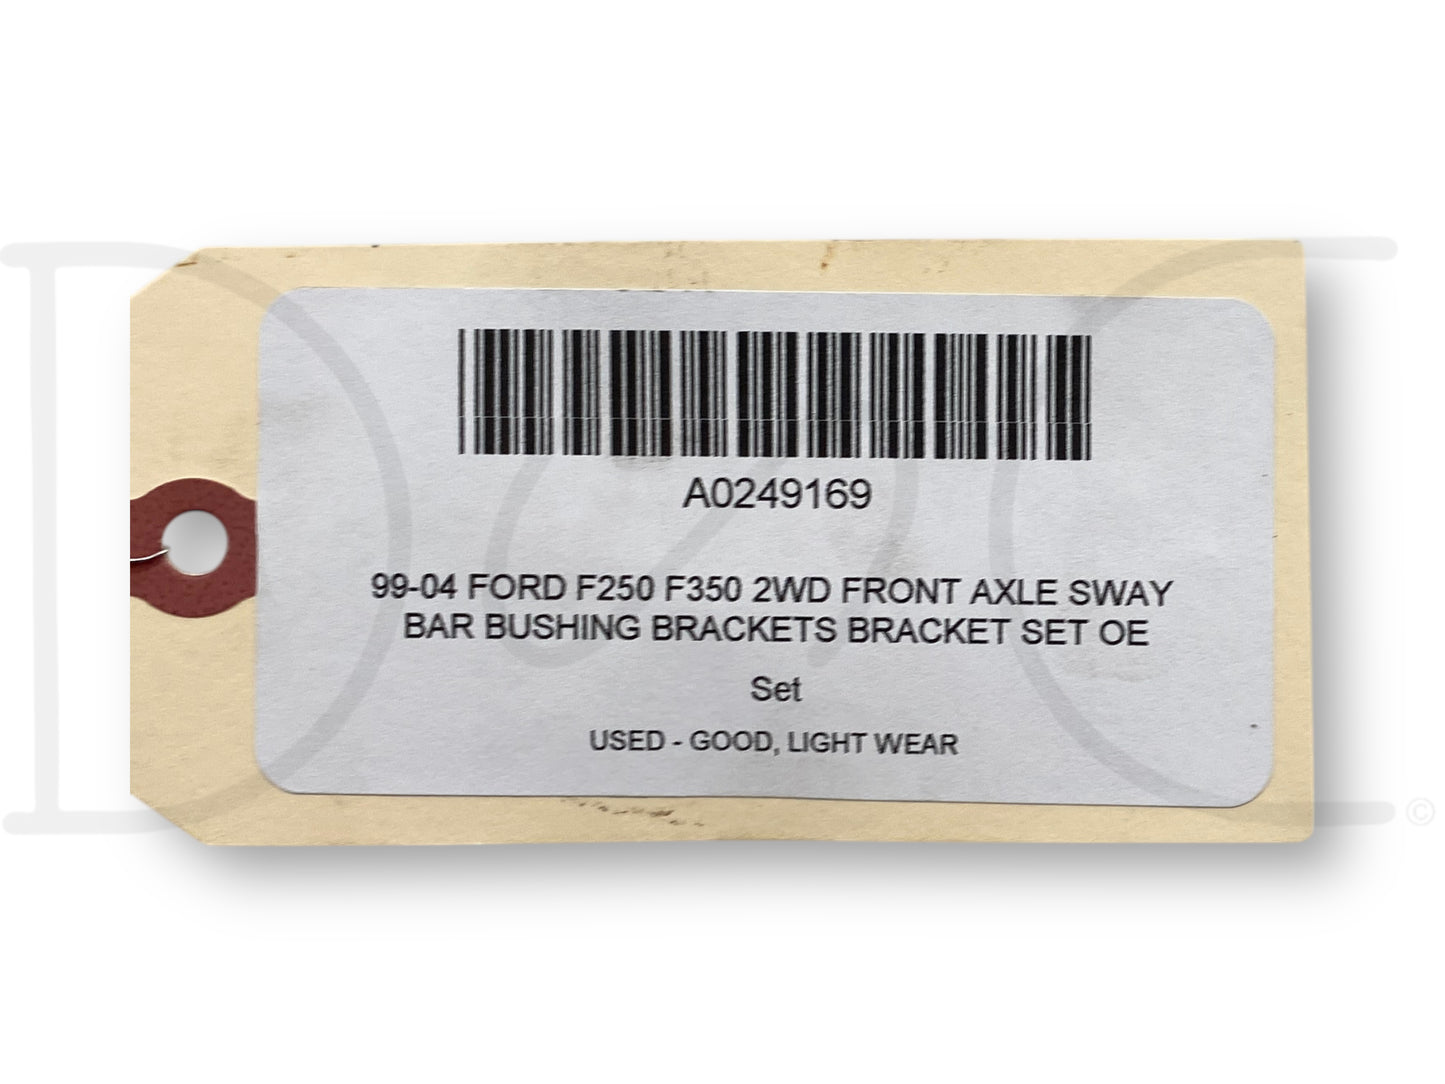 A0249169
99-04 FORD F250 F350 2WD FRONT AXLE SWAY
BAR BUSHING BRACKETS BRACKET SET OE
Set
USED - GOOD, LIGHT WEAR
©